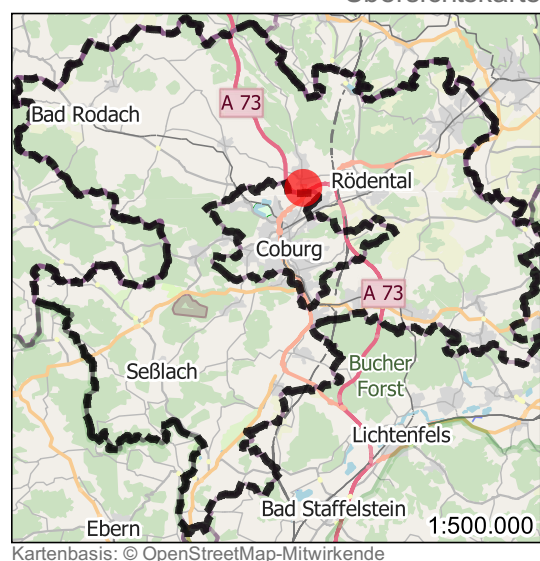 Übersichtskarte
Bad Rodach
A 73
Rödental
Coburg
A 73
Seßlach
Bucher
Forst
Lichtenfels
Bad Staffelstein
Ebern
1:500.000
Kartenbasis: © OpenStreetMap-Mitwirkende